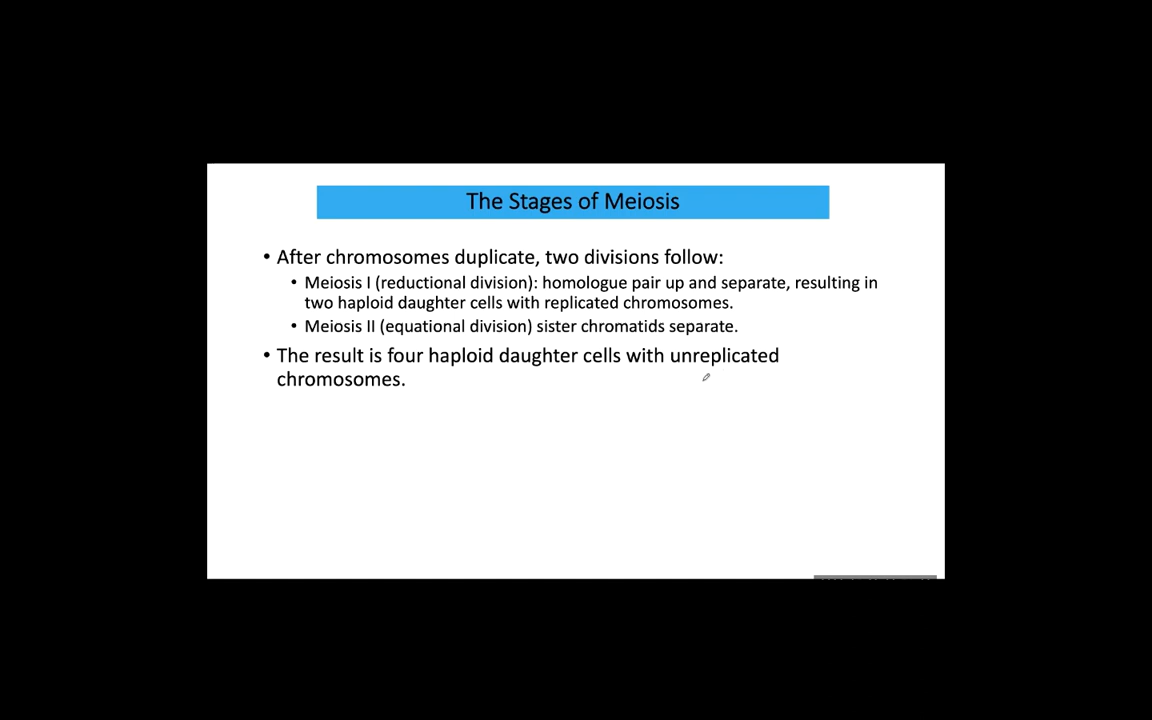 The Stages of Meiosis
• After chromosomes duplicate, two divisions follow:
• Meiosis I (reductional division): homologue pair up and separate, resulting in
two haploid daughter cells with replicated chromosomes.
• Meiosis II (equational division) sister chromatids separate.
• The result is four haploid daughter cells with unreplicated
chromosomes.